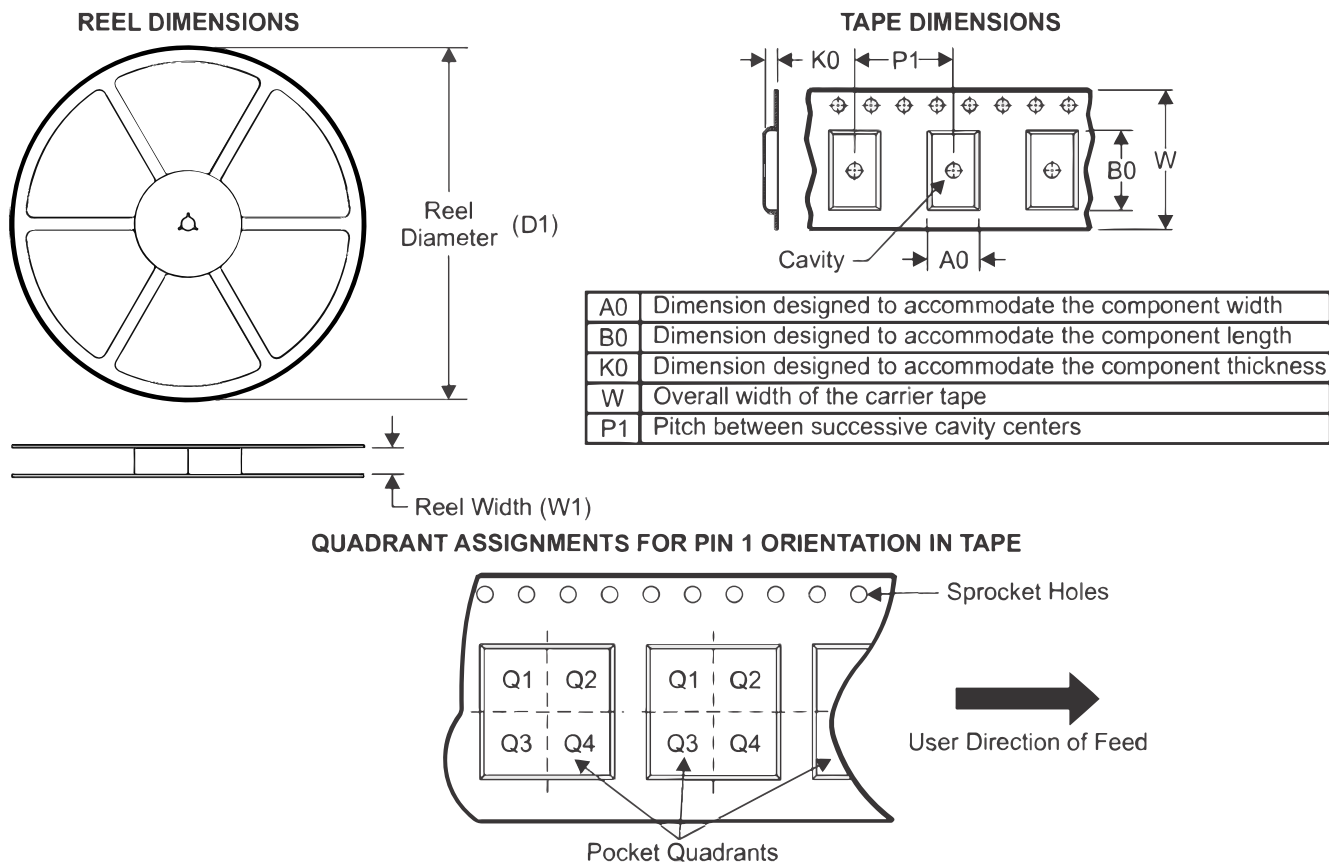 REEL DIMENSIONS
TAPE DIMENSIONS
K0
P1
B0
W
Reel
Diameter
(D1)
Cavity
A0
A0 Dimension designed to accommodate the component width
B0 Dimension designed to accommodate the component length
K0 Dimension designed to accommodate the component thickness
W Overall width of the carrier tape
P1 Pitch between successive cavity centers
Reel Width (W1)
QUADRANT ASSIGNMENTS FOR PIN 1 ORIENTATION IN TAPE
Sprocket Holes
Q1 Q2 Q1 Q2
Q3 Q4 Q3 Q4
User Direction of Feed
Pocket Quadrants